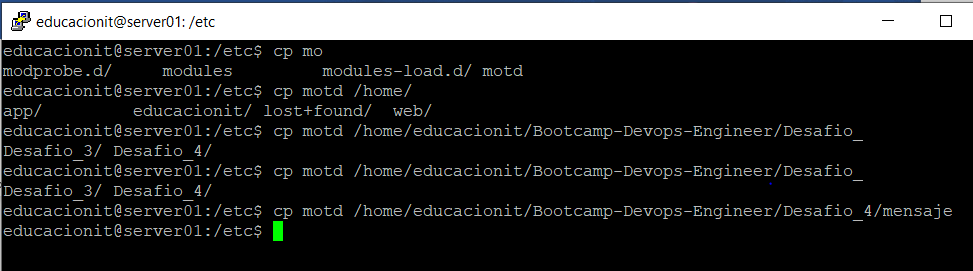 educacionit@server01: /etc
educacionit@server01:/etc$ cp mo
modprobe.d/     modules         modules-load.d/ motd
educacionit@server01:/etc$ cp motd /home/
app/         educacionit/ lost+found/  web/
educacionit@server01:/etc$ cp motd /home/educacionit/Bootcamp-Devops-Engineer/Desafio_
Desafio_3/ Desafio_4/
educacionit@server01:/etc$ cp motd /home/educacionit/Bootcamp-Devops-Engineer/Desafio_
Desafio_3/ Desafio_4/
educacionit@server01:/etc$ cp motd /home/educacionit/Bootcamp-Devops-Engineer/Desafio_4/mensaje
educacionit@server01:/etc$